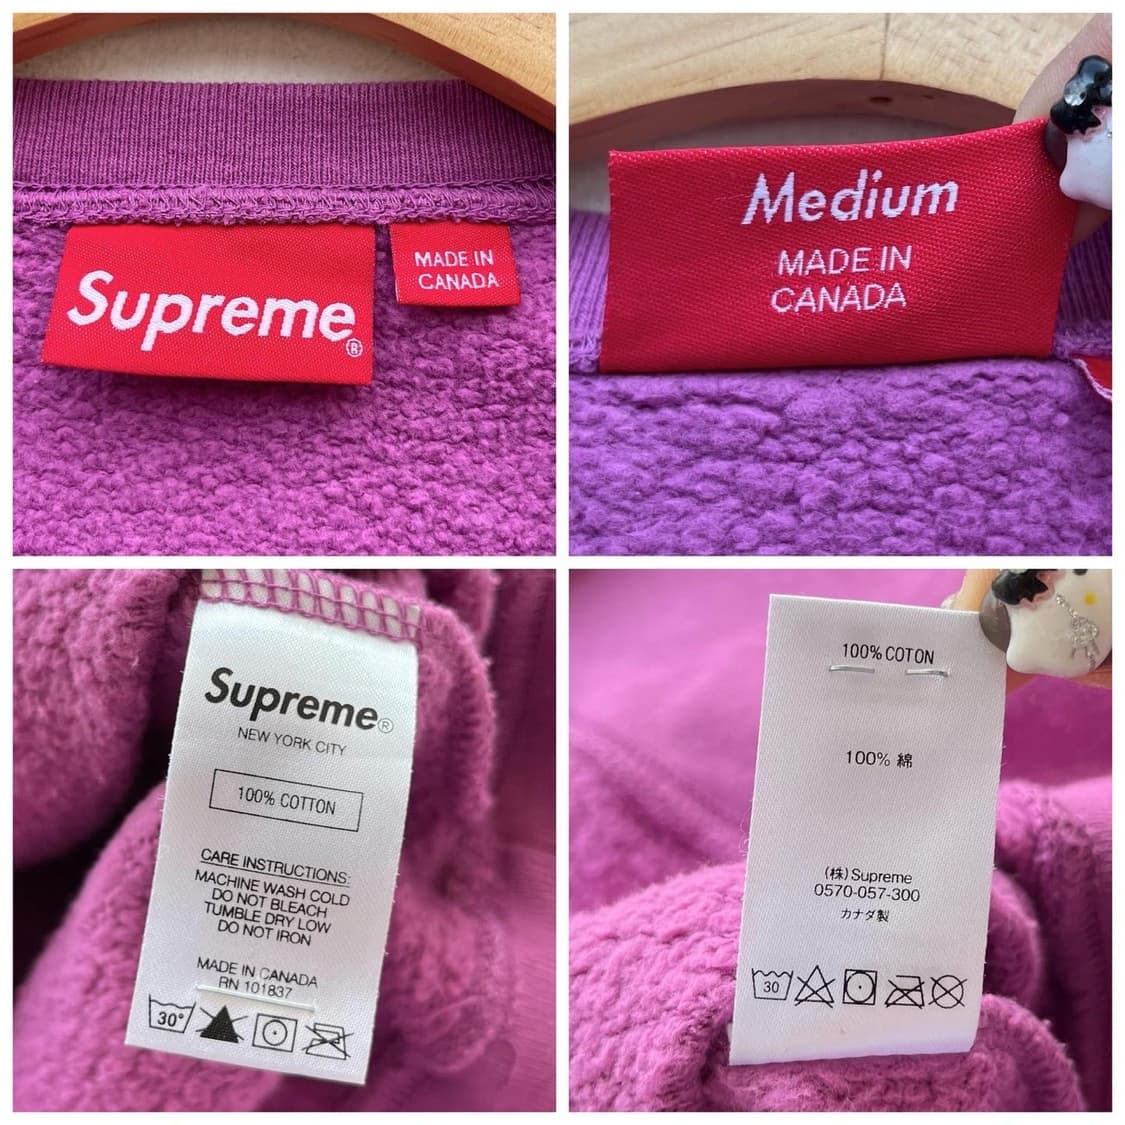 Supreme®
MADE IN
CANADA
Medium
MADE IN
CANADA
Supreme®
NEW YORK CITY
100% COTTON
CARE INSTRUCTIONS:
MACHINE WASH COLD
DO NOT BLEACH
TUMBLE DRY LOW
DO NOT IRON
MADE IN CANADA
RN 101837
30°
100% COTON
100% 綿
(株)Supreme
0570-057-300
カナダ製
30